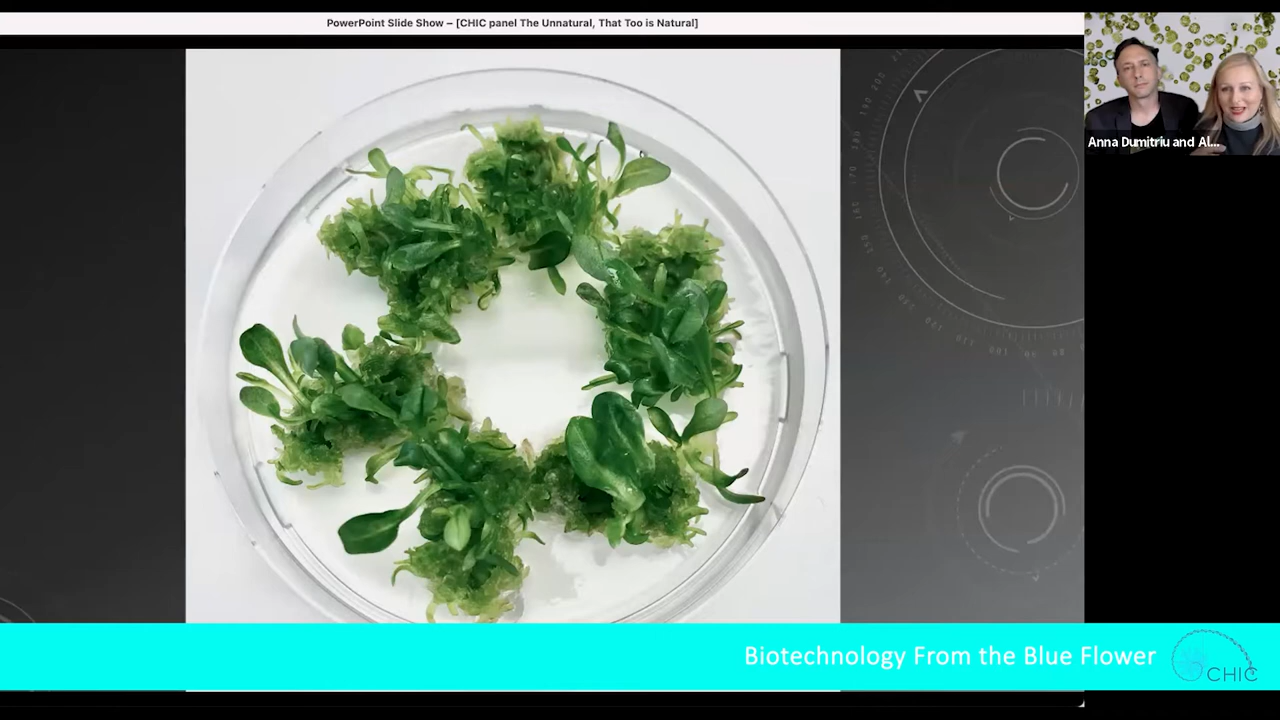 PowerPoint Slide Show – [CHIC panel The Unnatural, That Too is Natural]
Anna Dumitriu and Al...
Biotechnology From the Blue Flower
CHIC